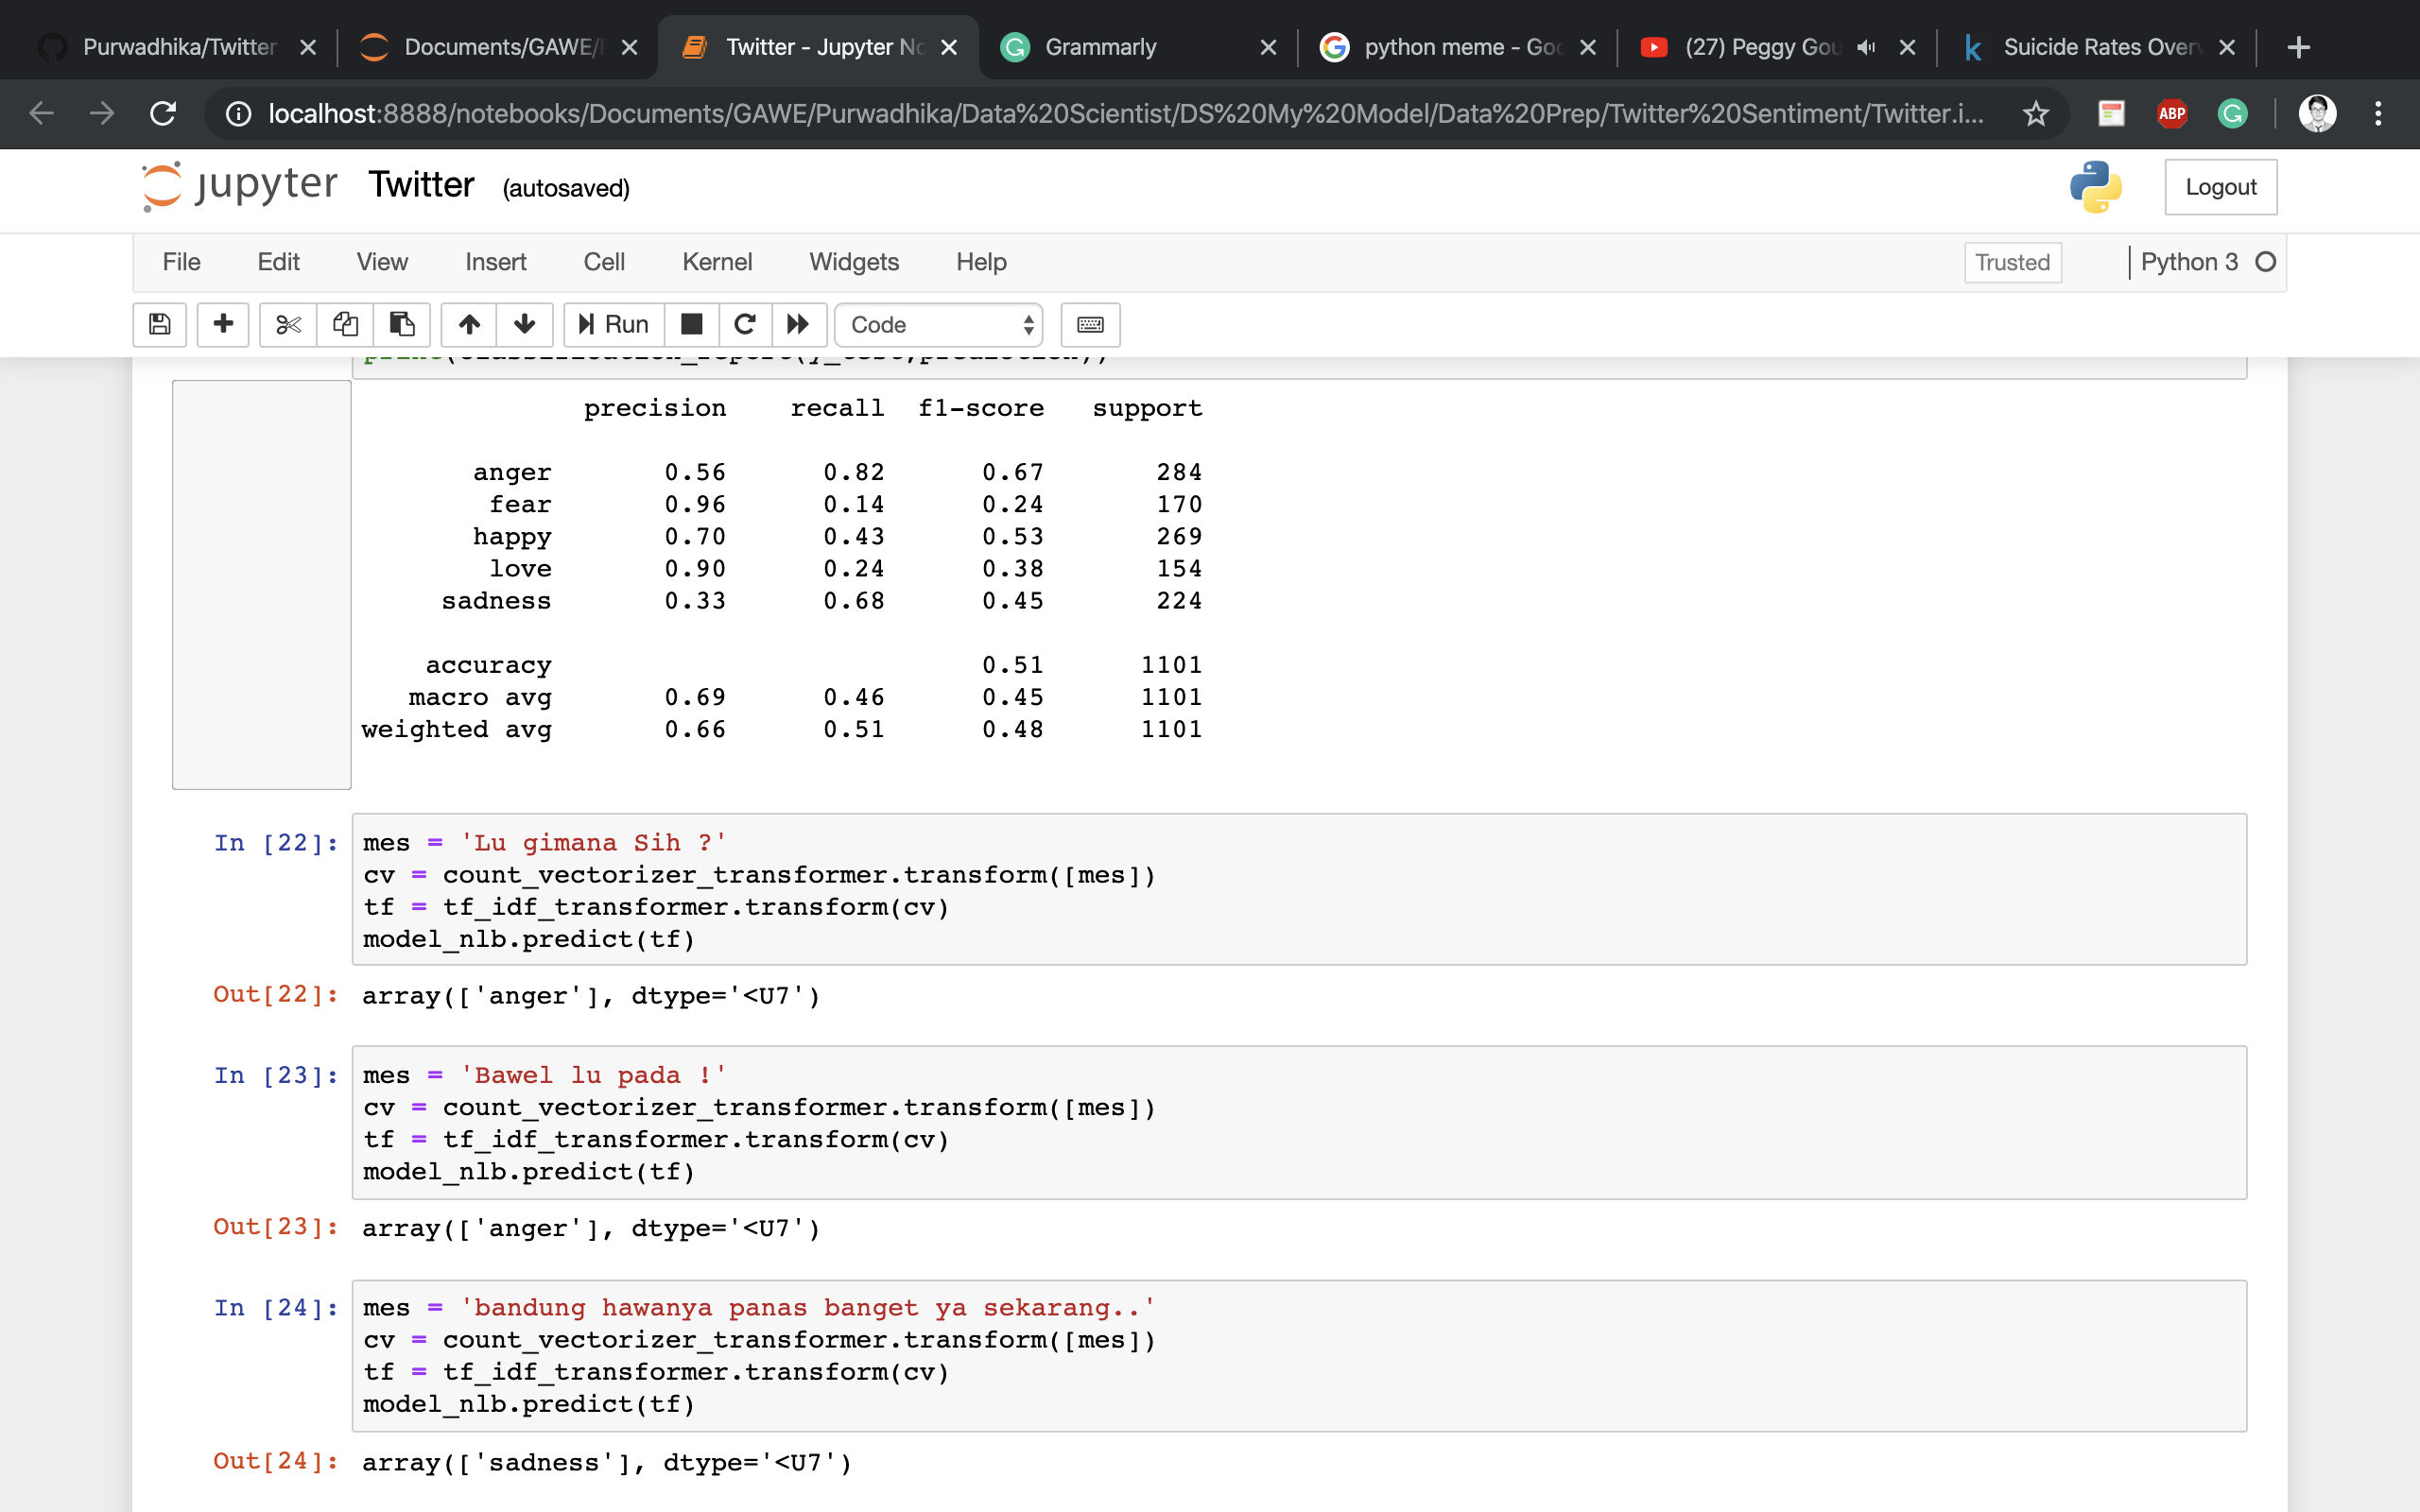 Purwadhika/Twitter
Documents/GAWE/
Twitter - Jupyter No
Grammarly
python meme - Goo
(27) Peggy Gou
Suicide Rates Over
localhost:8888/notebooks/Documents/GAWE/Purwadhika/Data%20Scientist/DS%20My%20Model/Data%20Prep/Twitter%20Sentiment/Twitter.i...
ABP
jupyter Twitter (autosaved)
Logout
File Edit View Insert Cell Kernel Widgets Help
Trusted
Python 3
Run
Code
print(classification_report(y_test,prediction))
precision recall f1-score support
anger 0.56 0.82 0.67 284
fear 0.96 0.14 0.24 170
happy 0.70 0.43 0.53 269
love 0.90 0.24 0.38 154
sadness 0.33 0.68 0.45 224
accuracy 0.51 1101
macro avg 0.69 0.46 0.45 1101
weighted avg 0.66 0.51 0.48 1101
In [22]: mes = 'Lu gimana Sih ?'
cv = count_vectorizer_transformer.transform([mes])
tf = tf_idf_transformer.transform(cv)
model_nlb.predict(tf)
Out[22]: array(['anger'], dtype='<U7')
In [23]: mes = 'Bawel lu pada !'
cv = count_vectorizer_transformer.transform([mes])
tf = tf_idf_transformer.transform(cv)
model_nlb.predict(tf)
Out[23]: array(['anger'], dtype='<U7')
In [24]: mes = 'bandung hawanya panas banget ya sekarang..'
cv = count_vectorizer_transformer.transform([mes])
tf = tf_idf_transformer.transform(cv)
model_nlb.predict(tf)
Out[24]: array(['sadness'], dtype='<U7')